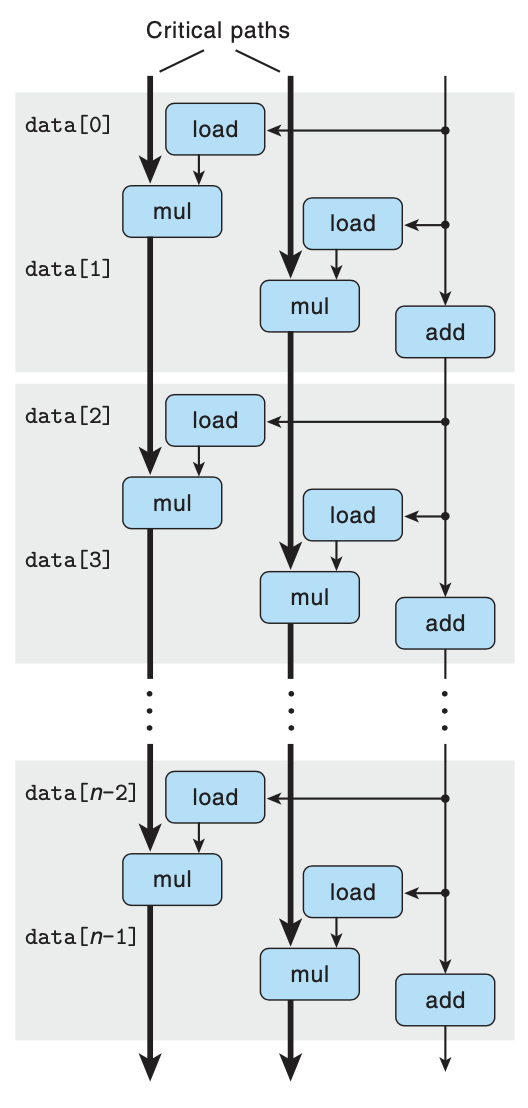 Critical paths
data[0]
load
mul
load
data[1]
mul
add
data[2]
load
mul
load
data[3]
mul
add
data[n-2]
load
mul
load
data[n-1]
mul
add